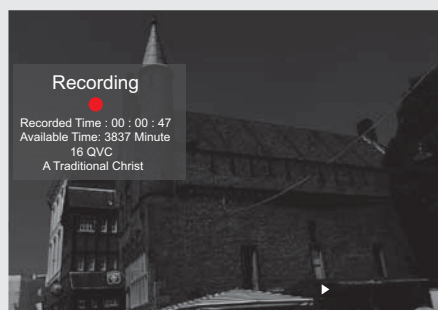 Recording
Recorded Time : 00 : 00 : 47
Available Time: 3837 Minute
16 QVC
A Traditional Christ